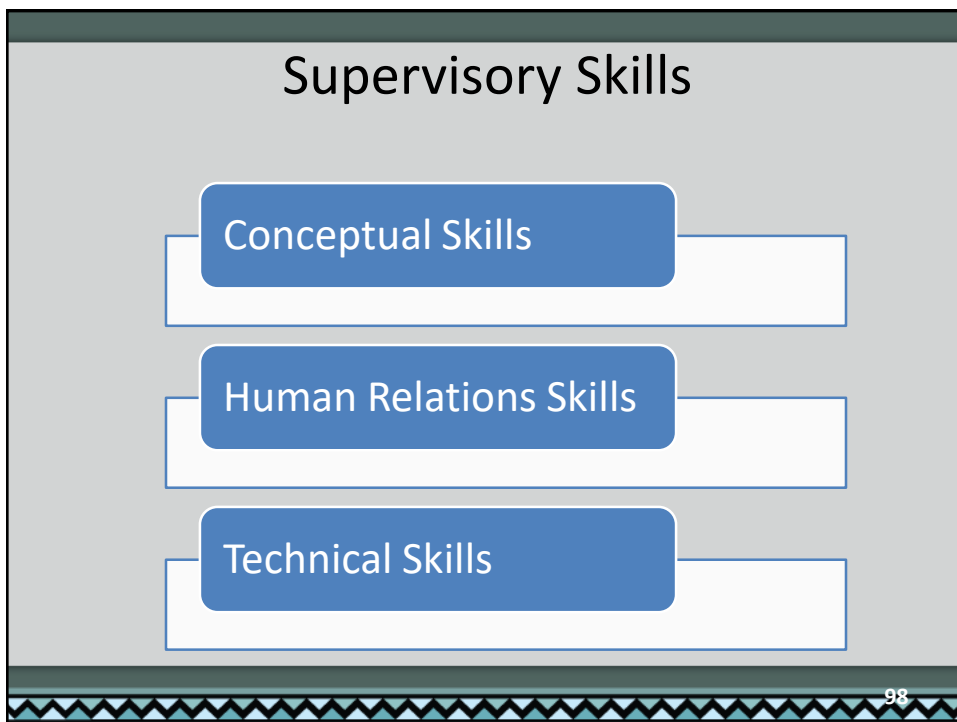 Supervisory Skills
Conceptual Skills
Human Relations Skills
Technical Skills
98